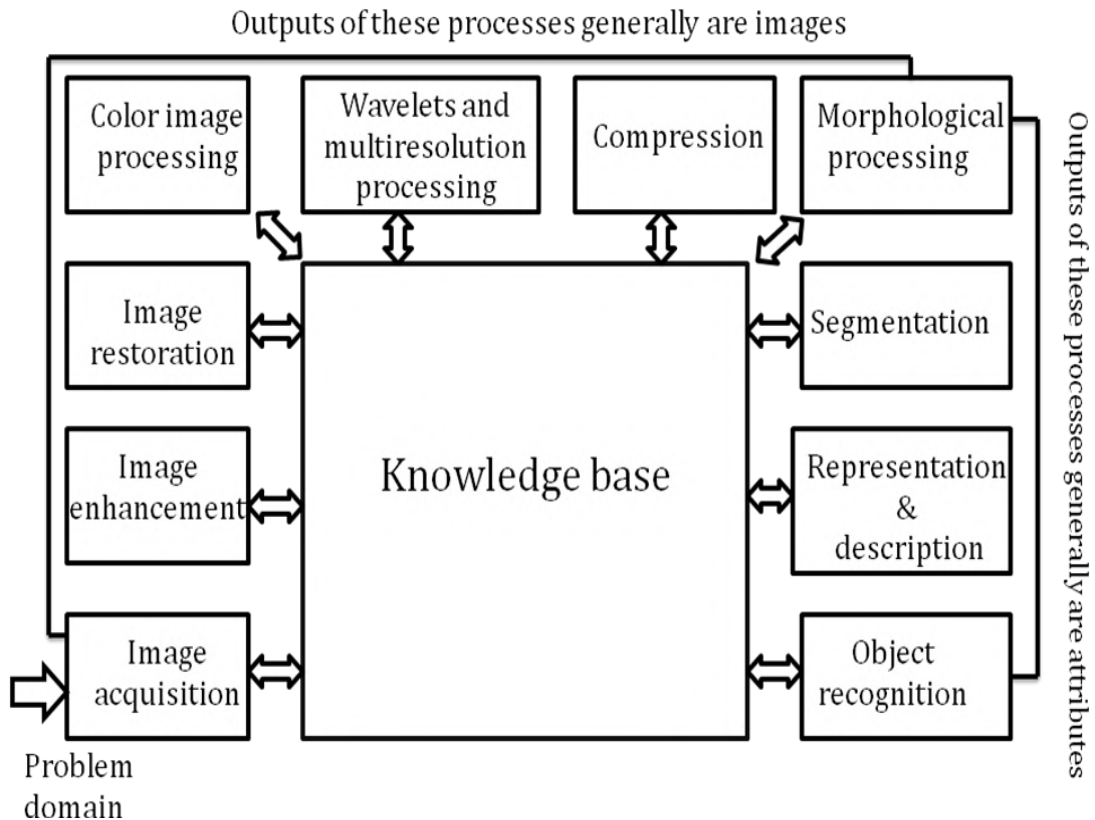 Outputs of these processes generally are images
Color image
processing
Wavelets and
multiresolution
processing
Compression
Morphological
processing
Image
restoration
Segmentation
Image
enhancement
Knowledge base
Representation
&
description
Image
acquisition
Object
recognition
Problem
domain
Outputs of these processes generally are attributes